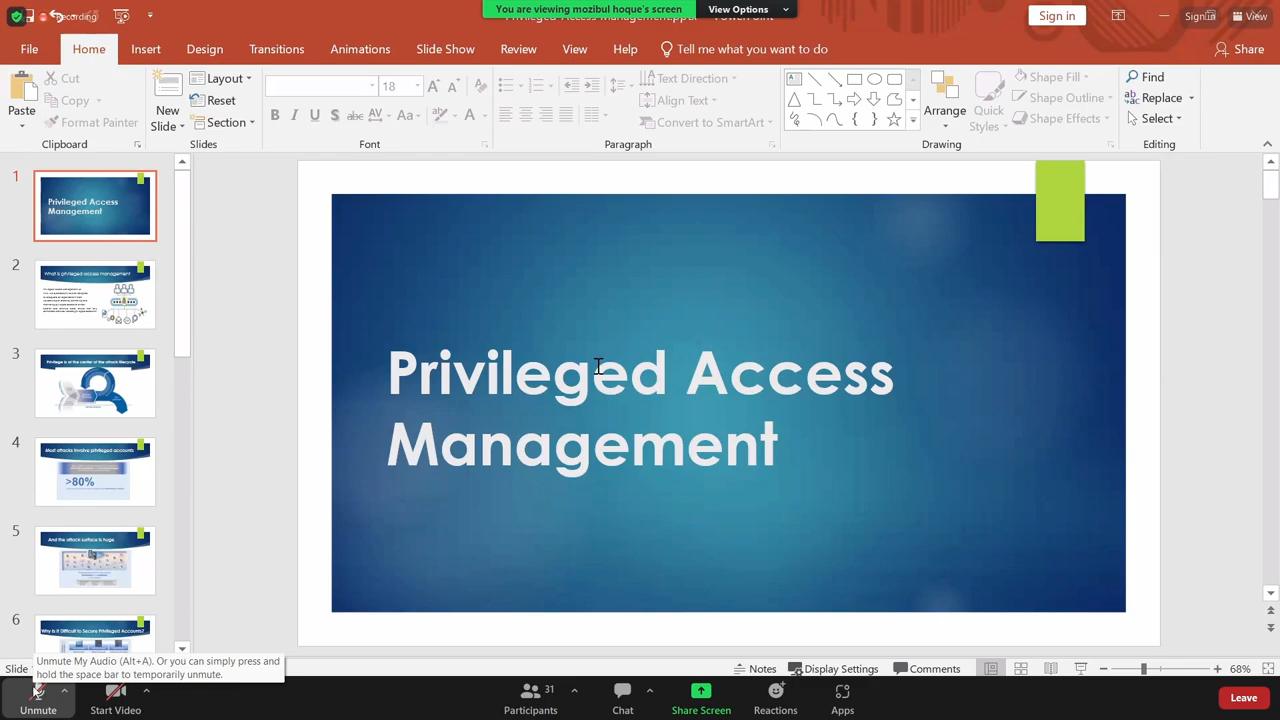 Recording
You are viewing mozibul hoque's screen
View Options
Sign in
View
File
Home
Insert
Design
Transitions
Animations
Slide Show
Review
View
Help
Tell me what you want to do
Share
Paste
Cut
Copy
Format Painter
Clipboard
New
Slide
Layout
Reset
Section
Slides
18
Font
Text Direction
Align Text
Convert to SmartArt
Paragraph
Arrange
Quick
Styles
Shape Fill
Shape Outline
Shape Effects
Drawing
Find
Replace
Select
Editing
1
Privileged Access
Management
2
What is privileged access management
3
Privilege is at the center of the attack lifecycle
4
Most attacks involve privileged accounts
>80%
5
And the attack surface is huge
6
Why is it Difficult to Secure Privileged Accounts?
Privileged Access
Management
Unmute My Audio (Alt+A). Or you can simply press and
hold the space bar to temporarily unmute.
Slide
Notes
Display Settings
Comments
68%
Unmute
Start Video
31
Participants
Chat
Share Screen
Reactions
Apps
Leave